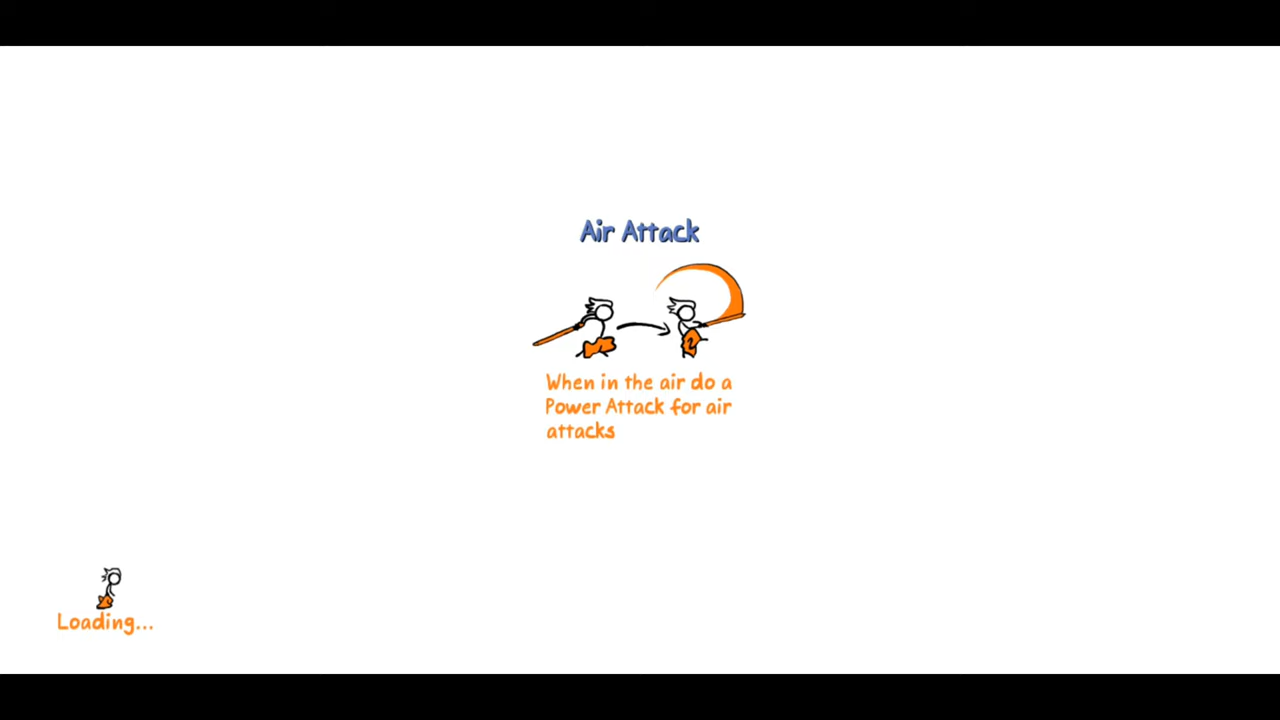 Air Attack
When in the air do a
Power Attack for air
attacks
Loading...